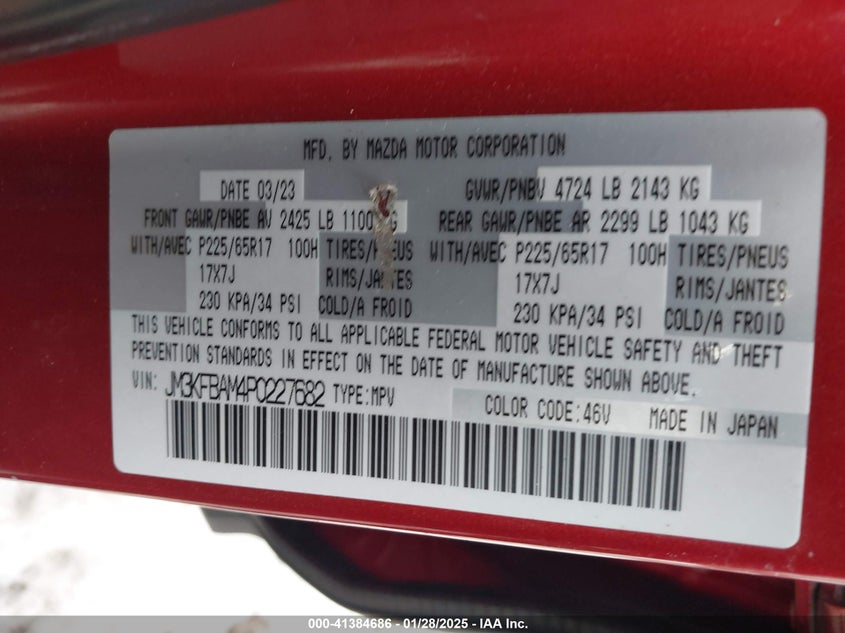 MFD. BY MAZDA MOTOR CORPORATION
DATE 03/23 GVWR/PNBV 4724 LB 2143 KG
FRONT GAWR/PNBE AV 2425 LB 1100 KG REAR GAWR/PNBE AR 2299 LB 1043 KG
WITH/AVEC P225/65R17 100H TIRES/PNEUS WITH/AVEC P225/65R17 100H TIRES/PNEUS
17X7J RIMS/JANTES 17X7J RIMS/JANTES
230 KPA/34 PSI COLD/A FROID 230 KPA/34 PSI COLD/A FROID
THIS VEHICLE CONFORMS TO ALL APPLICABLE FEDERAL MOTOR VEHICLE SAFETY AND THEFT
PREVENTION STANDARDS IN EFFECT ON THE DATE OF MANUFACTURE SHOWN ABOVE.
VIN: JM3KFBAM4P0227682 TYPE:MPV COLOR CODE:46V MADE IN JAPAN
000-41384686 - 01/28/2025 - IAA Inc.